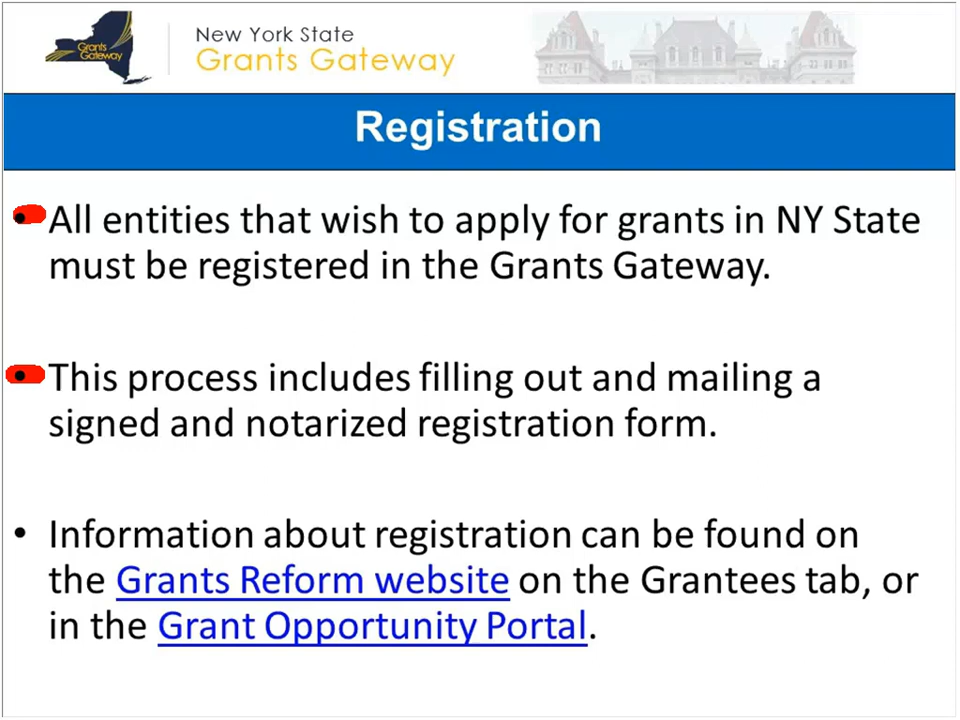 Grants
Gateway
New York State
Grants Gateway
Registration
• All entities that wish to apply for grants in NY State
must be registered in the Grants Gateway.
• This process includes filling out and mailing a
signed and notarized registration form.
• Information about registration can be found on
the Grants Reform website on the Grantees tab, or
in the Grant Opportunity Portal.